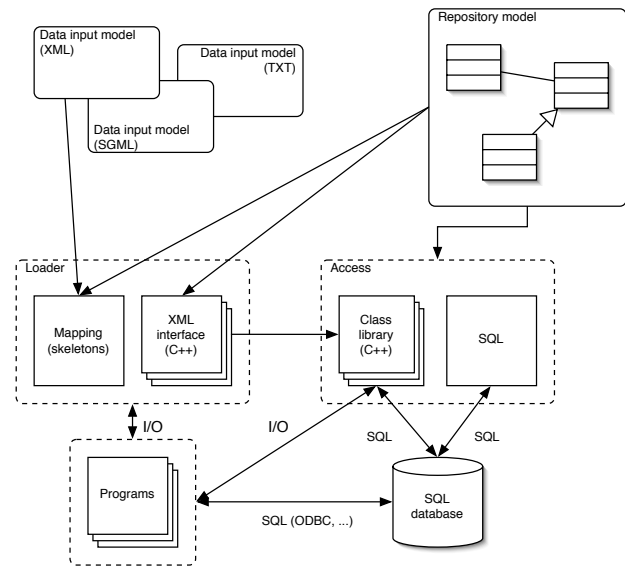 Data input model
(XML)
Data input model
(TXT)
Data input model
(SGML)
Repository model
Loader
Mapping
(skeletons)
XML
interface
(C++)
Access
Class
library
(C++)
SQL
I/O
I/O
SQL
SQL
Programs
SQL (ODBC, ...)
SQL
database